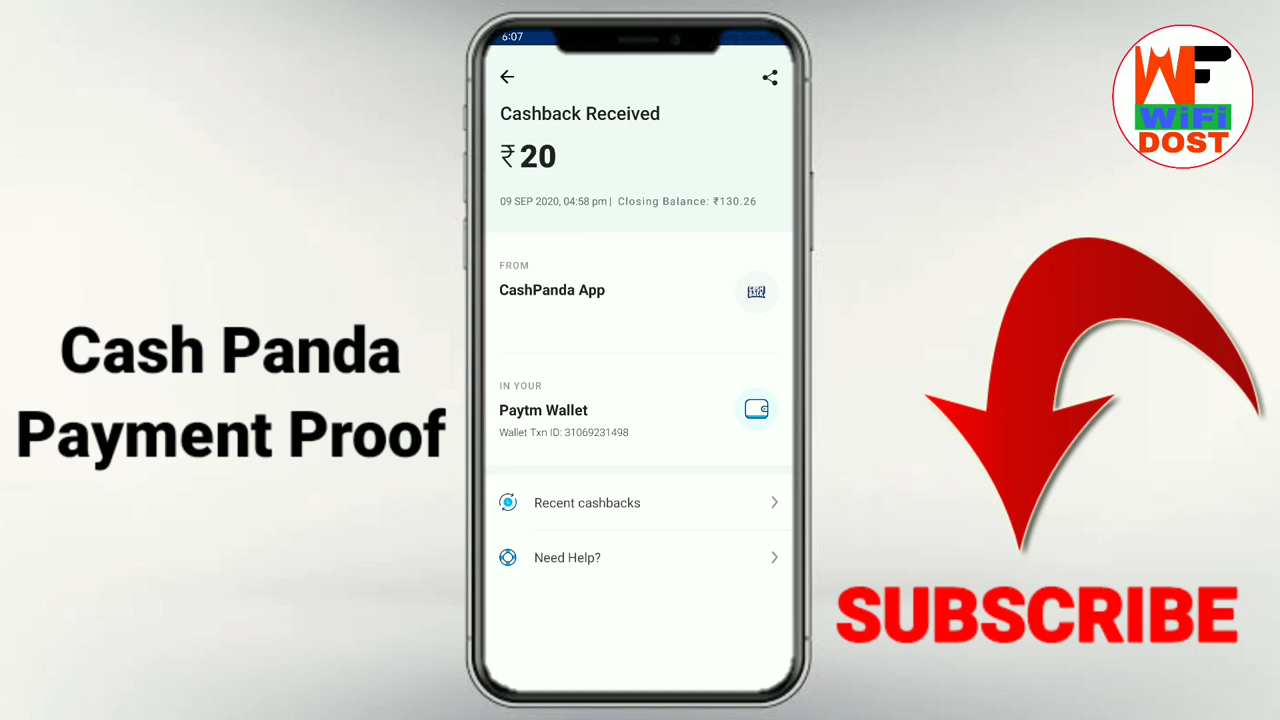 6:07
Cashback Received
₹20
09 SEP 2020, 04:58 pm | Closing Balance: ₹130.26
FROM
CashPanda App
IN YOUR
Paytm Wallet
Wallet Txn ID: 31069231498
Recent cashbacks
Need Help?
Cash Panda
Payment Proof
WF
WiFi
DOST
SUBSCRIBE